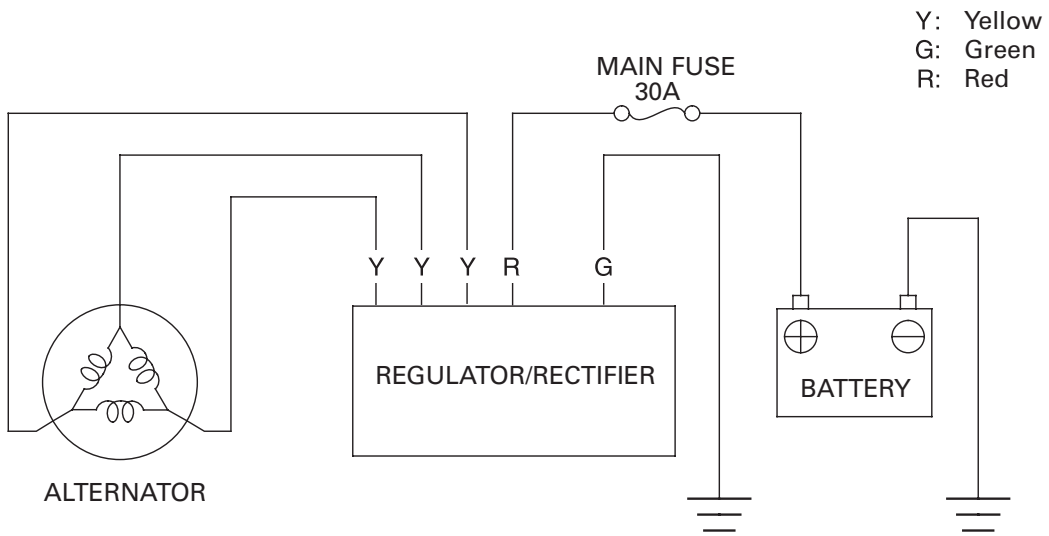 Y: Yellow
G: Green
R: Red
MAIN FUSE
30A
Y Y Y R G
REGULATOR/RECTIFIER
BATTERY
ALTERNATOR